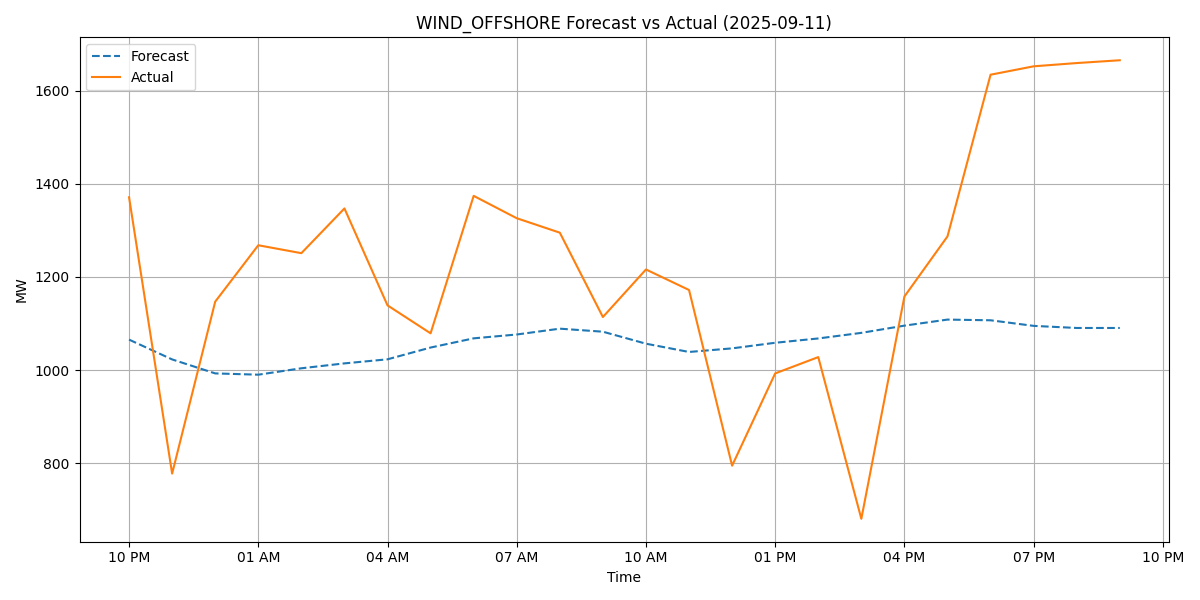 WIND_OFFSHORE Forecast vs Actual (2025-09-11)
Forecast
Actual
1600
1400
1200
1000
800
MW
10 PM 01 AM 04 AM 07 AM 10 AM 01 PM 04 PM 07 PM 10 PM
Time